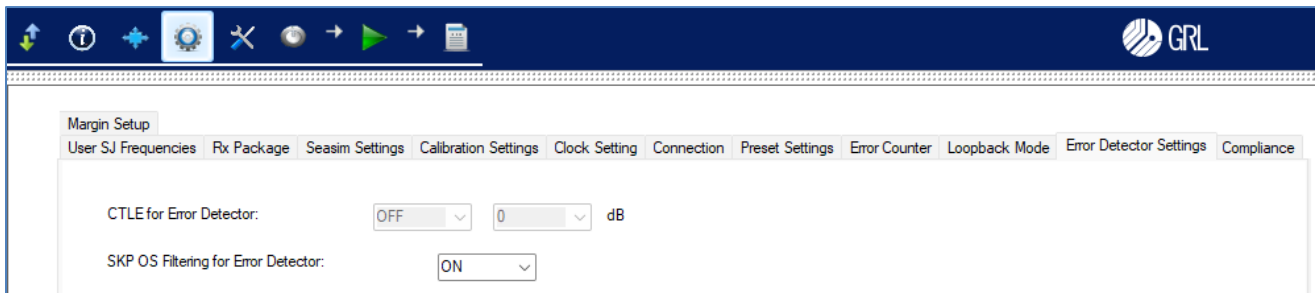 GRL
Margin Setup
User SJ Frequencies Rx Package Seasim Settings Calibration Settings Clock Setting Connection Preset Settings Error Counter Loopback Mode Error Detector Settings Compliance
CTLE for Error Detector: OFF 0 dB
SKP OS Filtering for Error Detector: ON